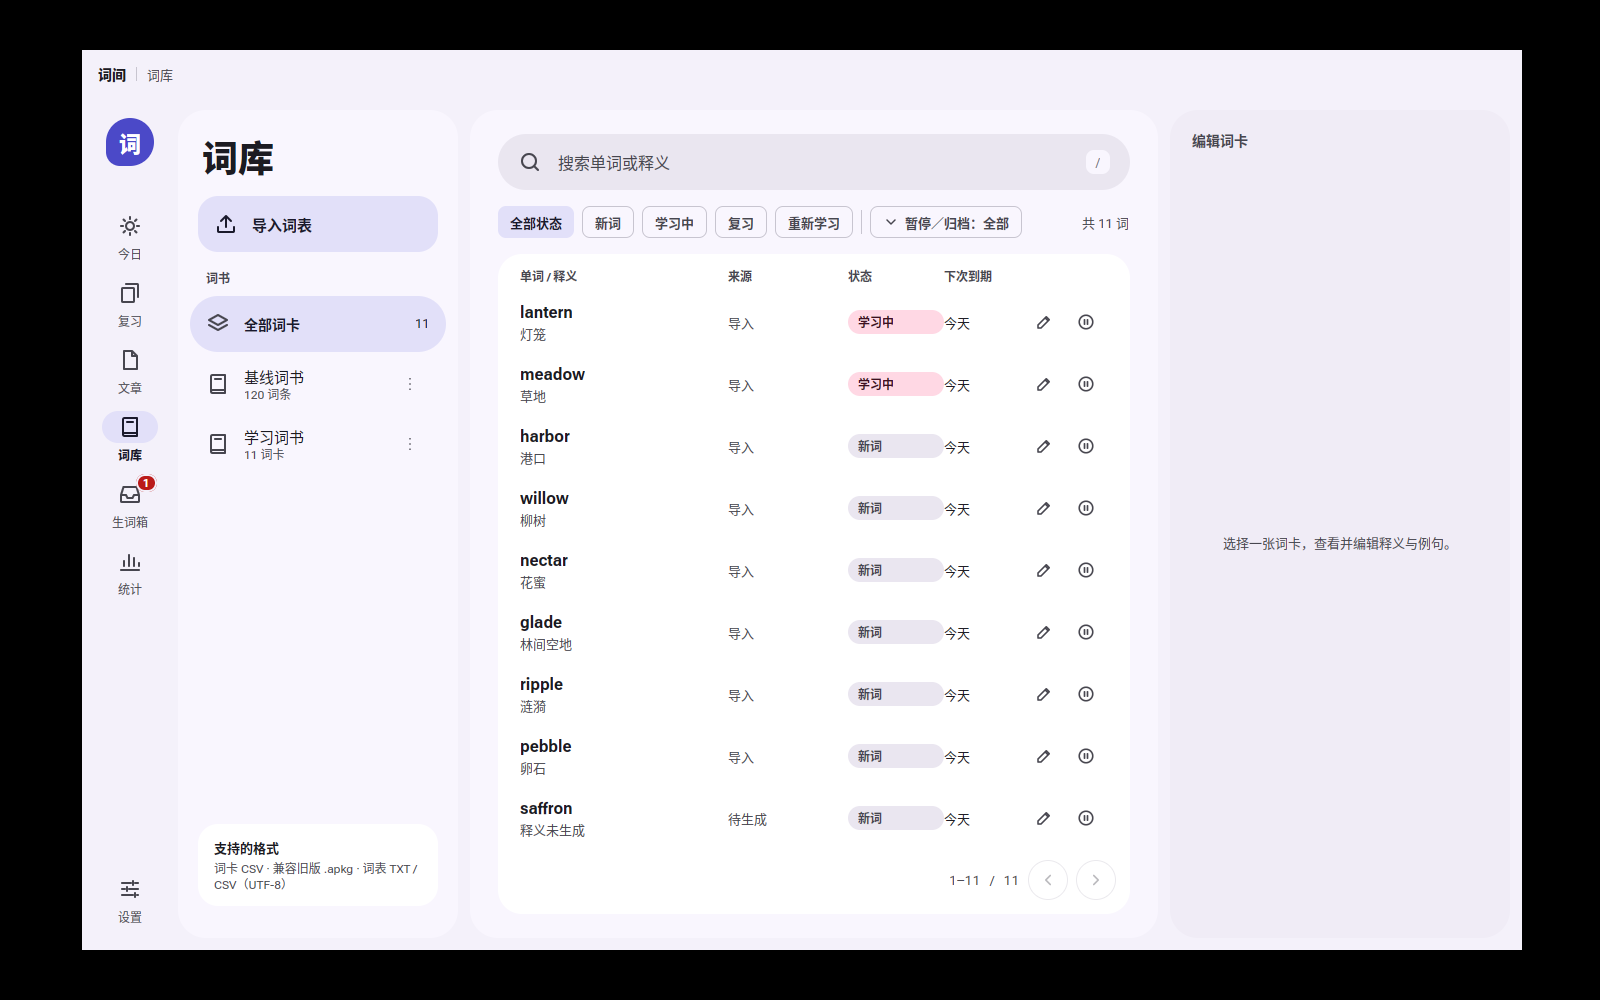 词间 词库
词
今日
复习
文章
词库
1
生词箱
统计
设置
词库
导入词表
词书
全部词卡 11
基线词书
120 词条
学习词书
11 词卡
支持的格式
词卡 CSV · 兼容旧版 .apkg · 词表 TXT /
CSV（UTF-8）
搜索单词或释义 /
全部状态 新词 学习中 复习 重新学习 暂停／归档：全部 共 11 词
单词 / 释义 来源 状态 下次到期
lantern
灯笼 导入 学习中 今天
meadow
草地 导入 学习中 今天
harbor
港口 导入 新词 今天
willow
柳树 导入 新词 今天
nectar
花蜜 导入 新词 今天
glade
林间空地 导入 新词 今天
ripple
涟漪 导入 新词 今天
pebble
卵石 导入 新词 今天
saffron
释义未生成 待生成 新词 今天
1–11 / 11
编辑词卡
选择一张词卡，查看并编辑释义与例句。